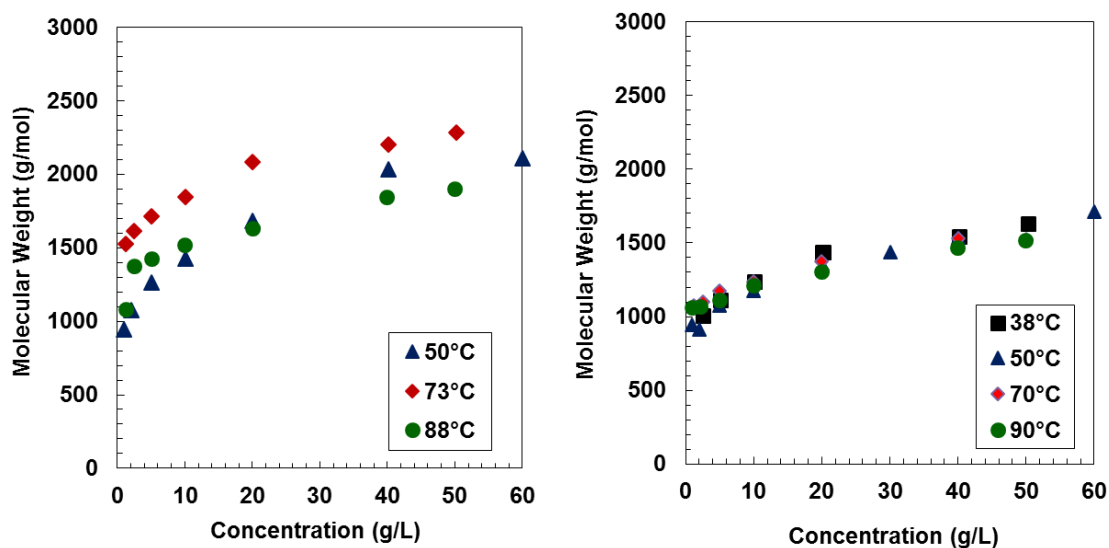 3000
2500
2000
1500
1000
500
0
Molecular Weight (g/mol)
0 10 20 30 40 50 60
Concentration (g/L)
50°C
73°C
88°C
3000
2500
2000
1500
1000
500
0
Molecular Weight (g/mol)
0 10 20 30 40 50 60
Concentration (g/L)
38°C
50°C
70°C
90°C